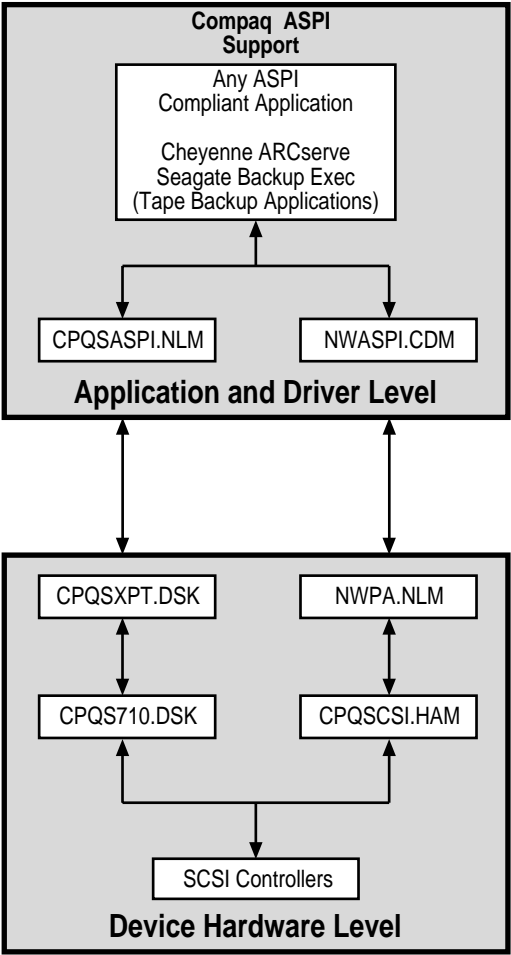 Compaq ASPI
Support
Any ASPI
Compliant Application
Cheyenne ARCserve
Seagate Backup Exec
(Tape Backup Applications)
CPQSASPI.NLM
NWASPI.CDM
Application and Driver Level
CPQSXPT.DSK
NWPA.NLM
CPQS710.DSK
CPQSCSI.HAM
SCSI Controllers
Device Hardware Level